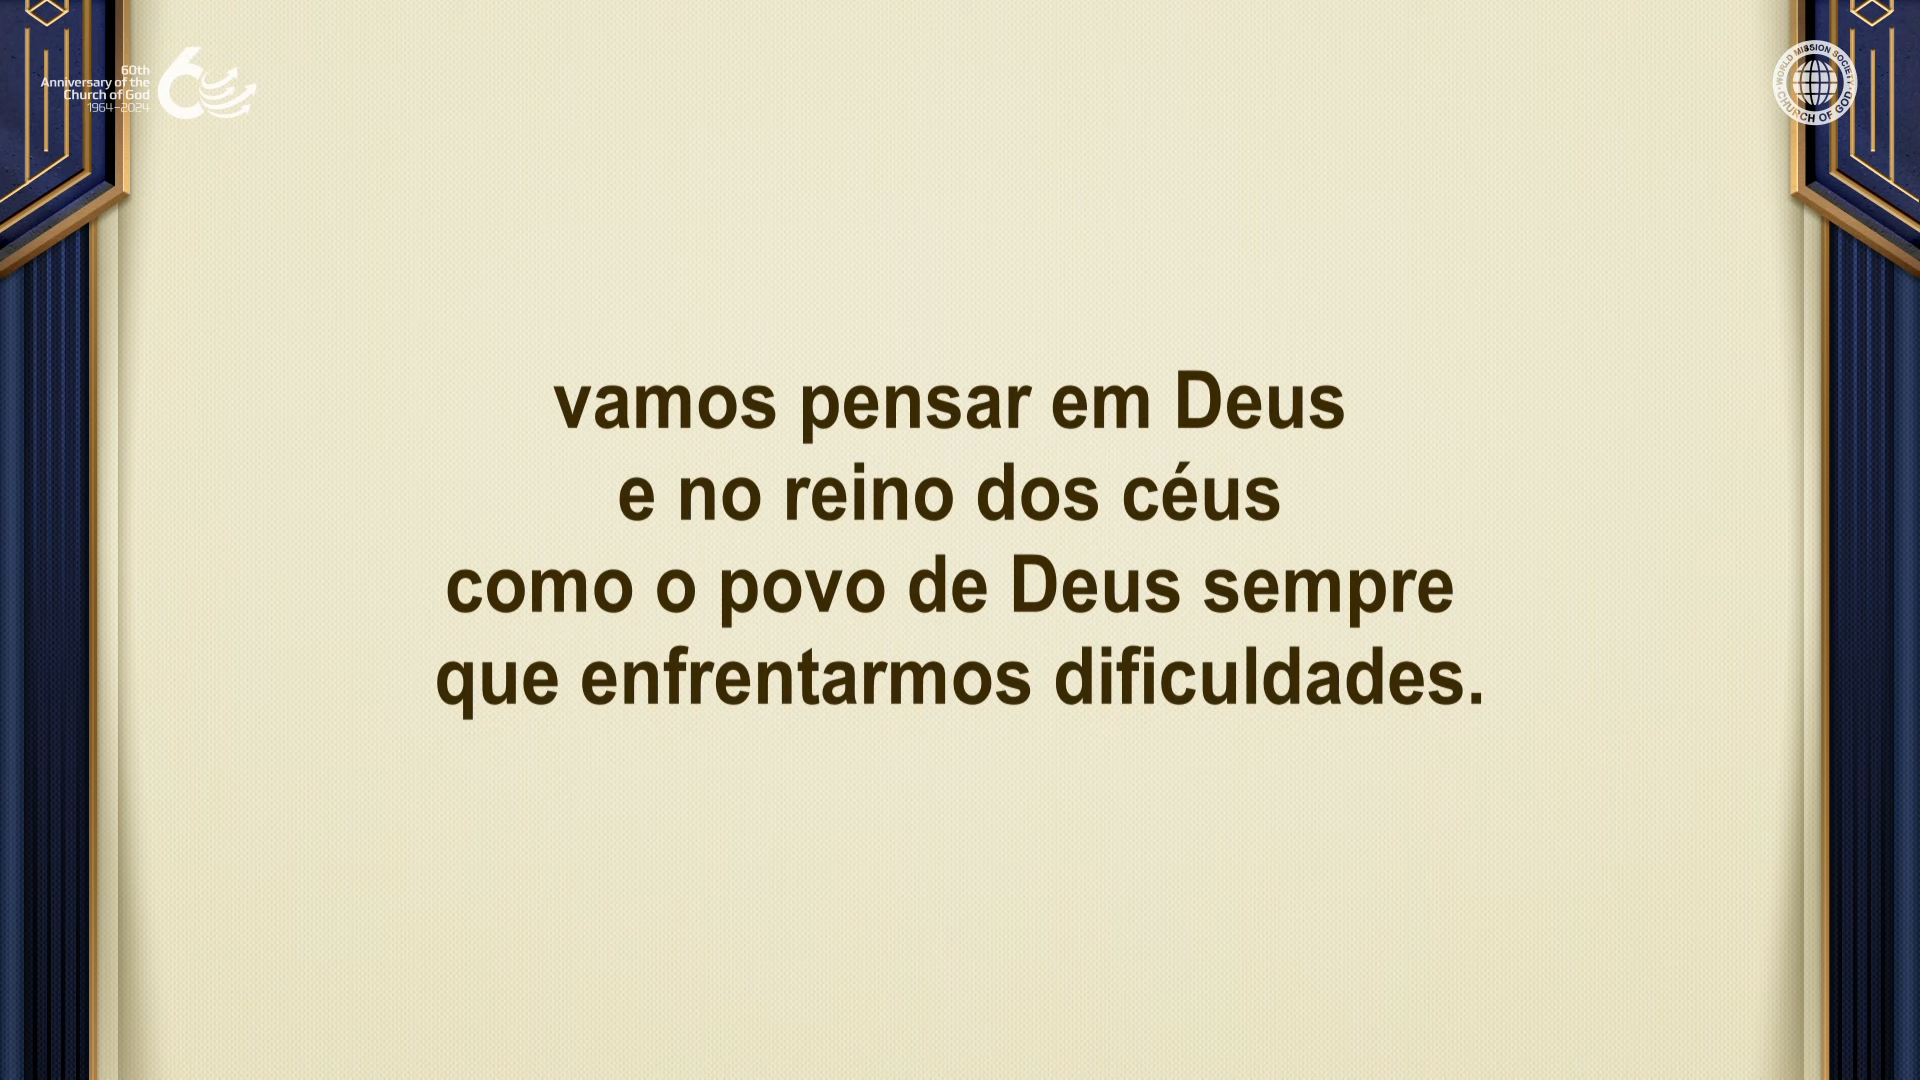 60th
Anniversary of the
Church of God
1964–2024
WORLD MISSION SOCIETY
CHURCH OF GOD
vamos pensar em Deus
e no reino dos céus
como o povo de Deus sempre
que enfrentarmos dificuldades.